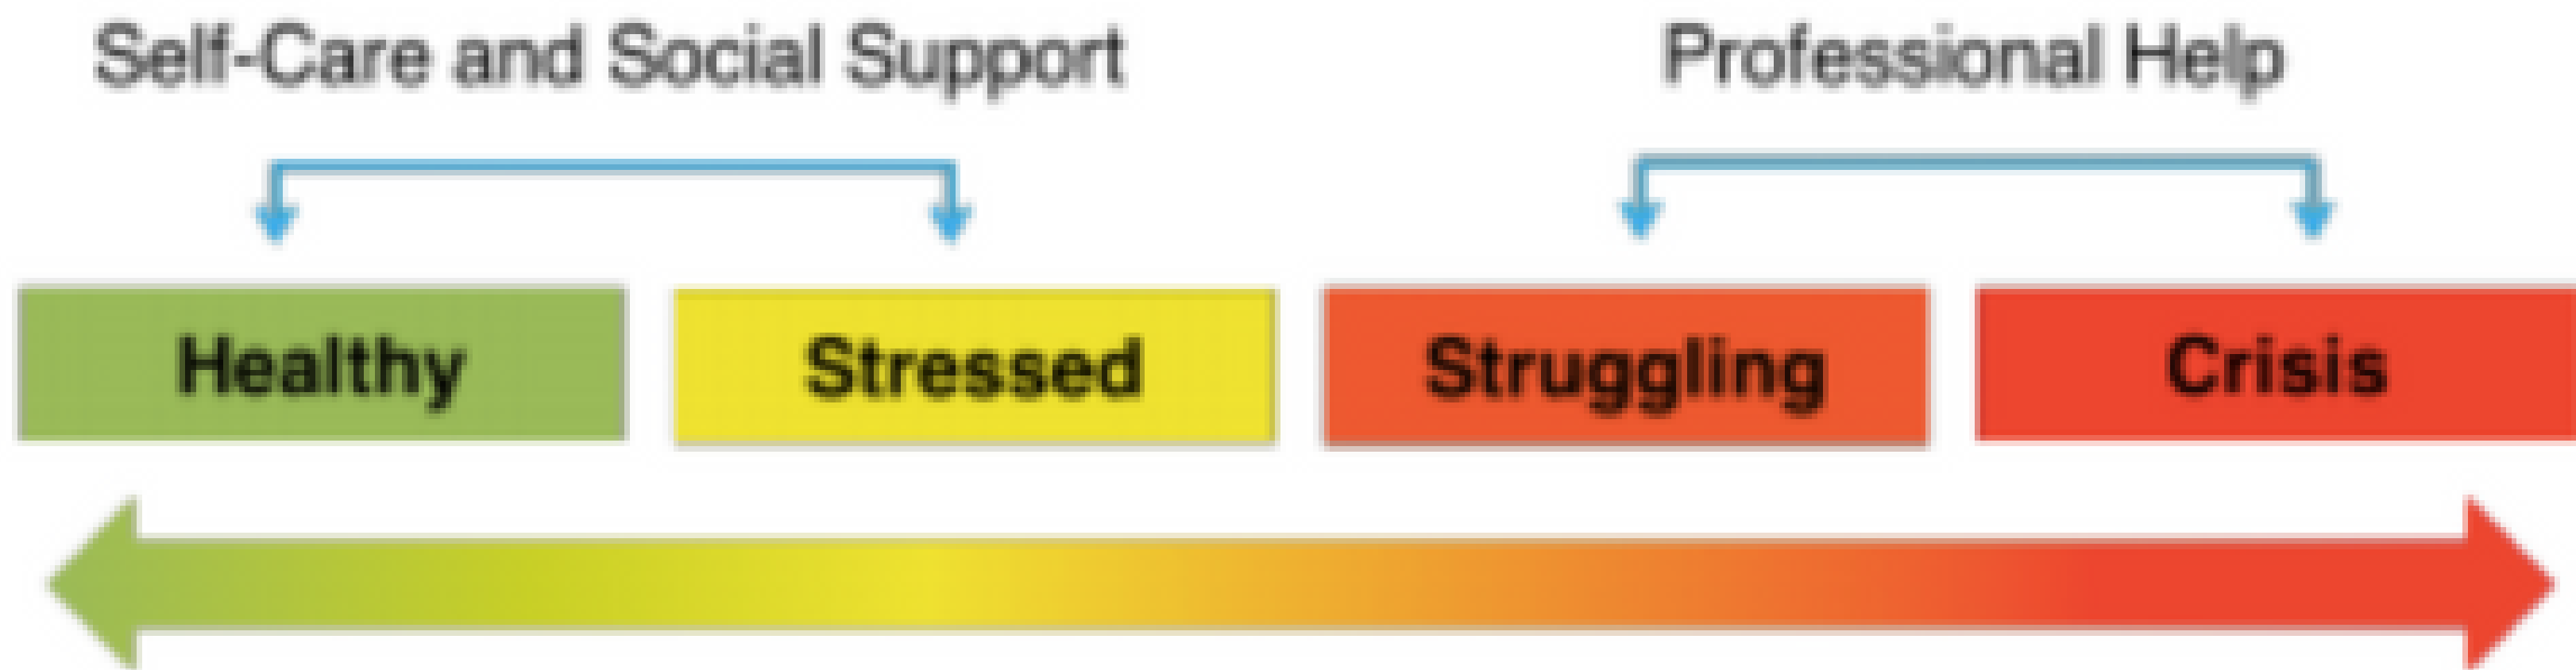 Self-Care and Social Support
Professional Help
Healthy
Stressed
Struggling
Crisis